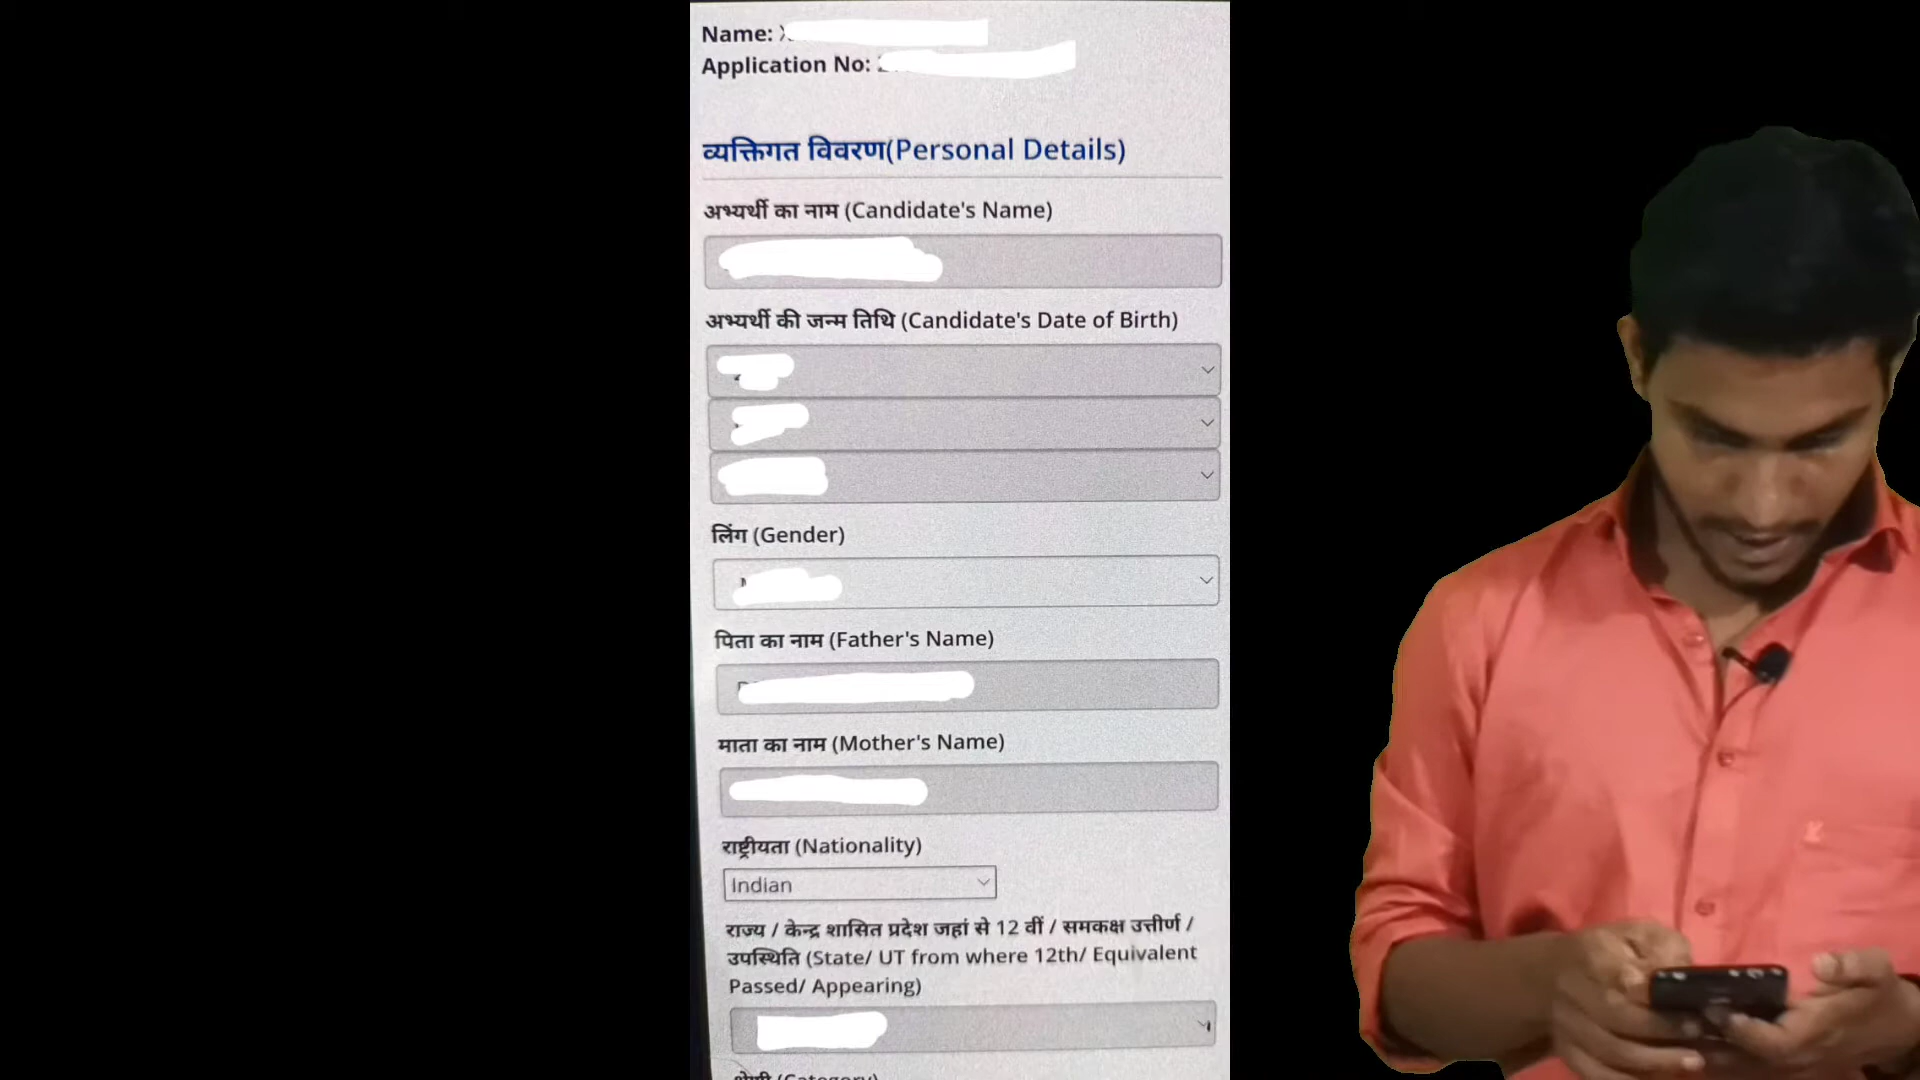 Name:
Application No:
व्यक्तिगत विवरण(Personal Details)
अभ्यर्थी का नाम (Candidate's Name)
अभ्यर्थी की जन्म तिथि (Candidate's Date of Birth)
लिंग (Gender)
पिता का नाम (Father's Name)
माता का नाम (Mother's Name)
राष्ट्रीयता (Nationality)
Indian
राज्य / केन्द्र शासित प्रदेश जहां से 12 वीं / समकक्ष उत्तीर्ण /
उपस्थिति (State/ UT from where 12th/ Equivalent
Passed/ Appearing)
श्रेणी (Category)